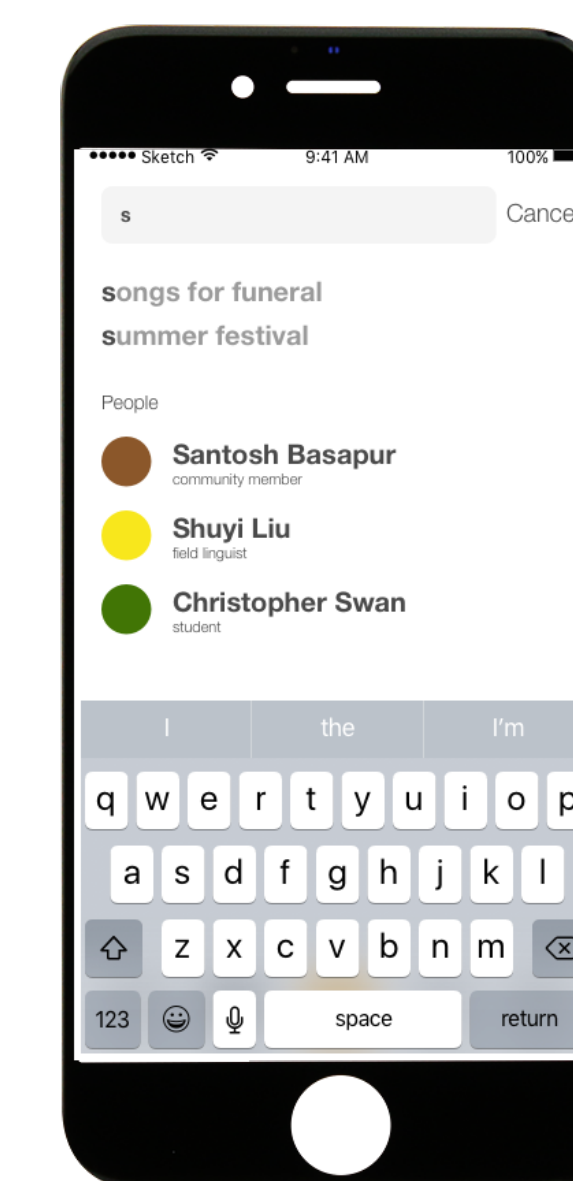 Sketch 9:41 AM 100%
s Cance
songs for funeral
summer festival
People
Santosh Basapur
community member
Shuyi Liu
field linguist
Christopher Swan
student
I the I'm
q w e r t y u i o p
a s d f g h j k l
z x c v b n m
123 space return